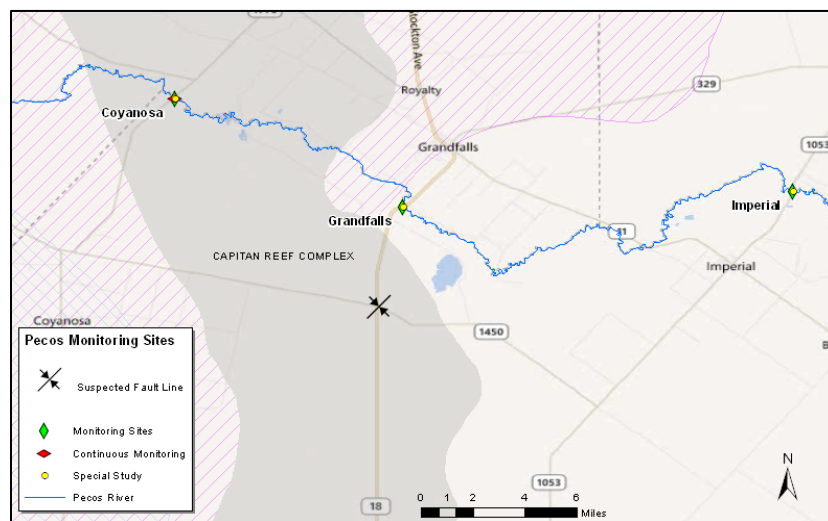 1053
Stockton Ave
Royalty
329
Coyanosa
Grandfalls
1053
Imperial
Grandfalls
11
CAPITAN REEF COMPLEX
Imperial
Coyanosa
1450
Pecos Monitoring Sites
Suspected Fault Line
Monitoring Sites
Continuous Monitoring
Special Study
Pecos River
N
1053
18
0 1 2 4 6
Miles